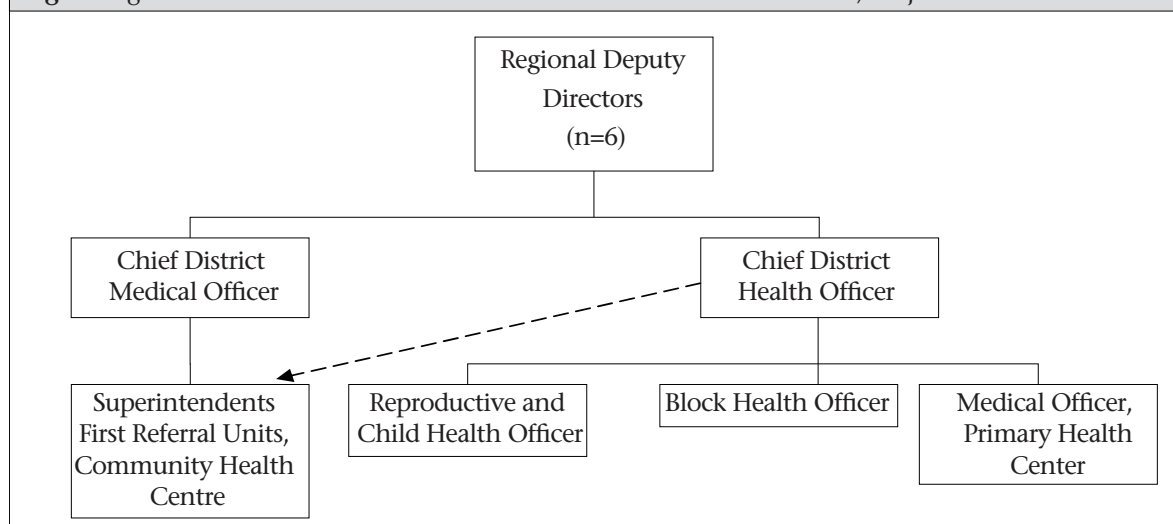 Regional Deputy
Directors
(n=6)
Chief District
Medical Officer
Chief District
Health Officer
Superintendents
First Referral Units,
Community Health
Centre
Reproductive and
Child Health Officer
Block Health Officer
Medical Officer,
Primary Health
Center